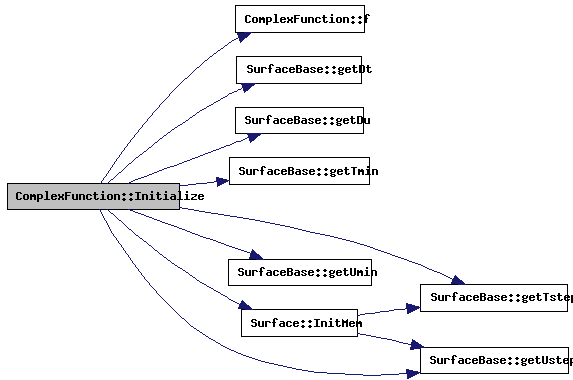 ComplexFunction::f
SurfaceBase::getDt
SurfaceBase::getDu
SurfaceBase::getTmin
ComplexFunction::Initialize
SurfaceBase::getUmin
SurfaceBase::getTstep
Surface::InitMem
SurfaceBase::getUstep